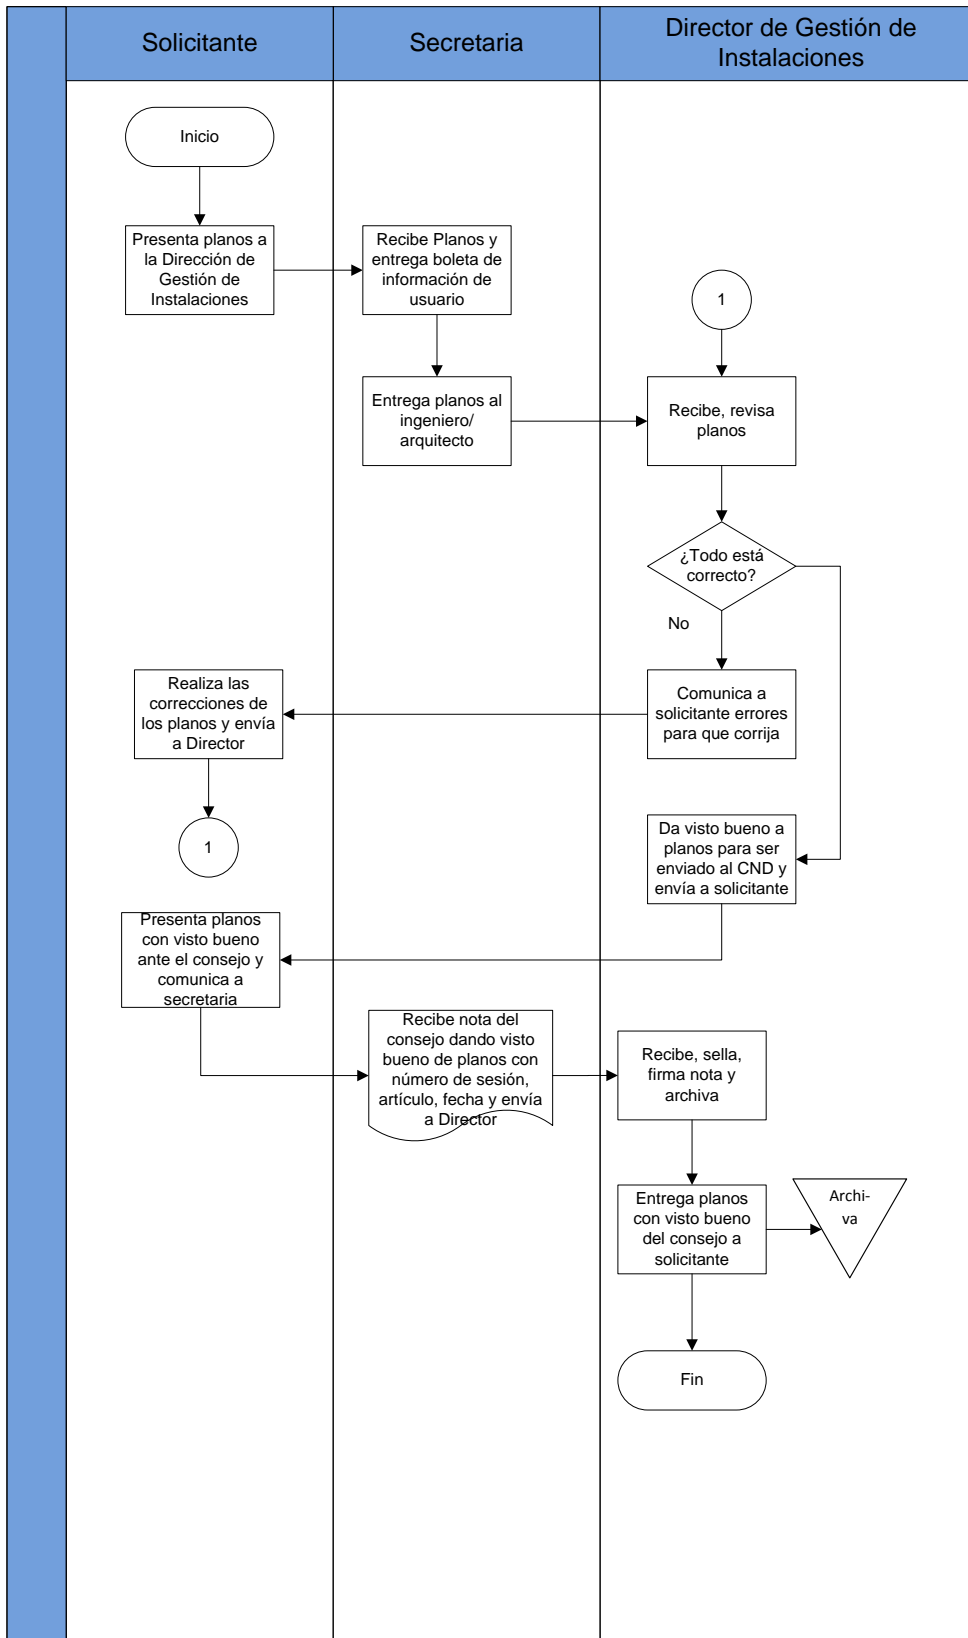 Solicitante
Secretaria
Director de Gestión de
Instalaciones
Inicio
Presenta planos a
la Dirección de
Gestión de
Instalaciones
Recibe Planos y
entrega boleta de
información de
usuario
1
Entrega planos al
ingeniero/
arquitecto
Recibe, revisa
planos
¿Todo está
correcto?
No
Realiza las
correcciones de
los planos y envía
a Director
Comunica a
solicitante errores
para que corrija
1
Da visto bueno a
planos para ser
enviado al CND y
envía a solicitante
Presenta planos
con visto bueno
ante el consejo y
comunica a
secretaria
Recibe nota del
consejo dando visto
bueno de planos con
número de sesión,
artículo, fecha y envía
a Director
Recibe, sella,
firma nota y
archiva
Entrega planos
con visto bueno
del consejo a
solicitante
Archi-
va
Fin